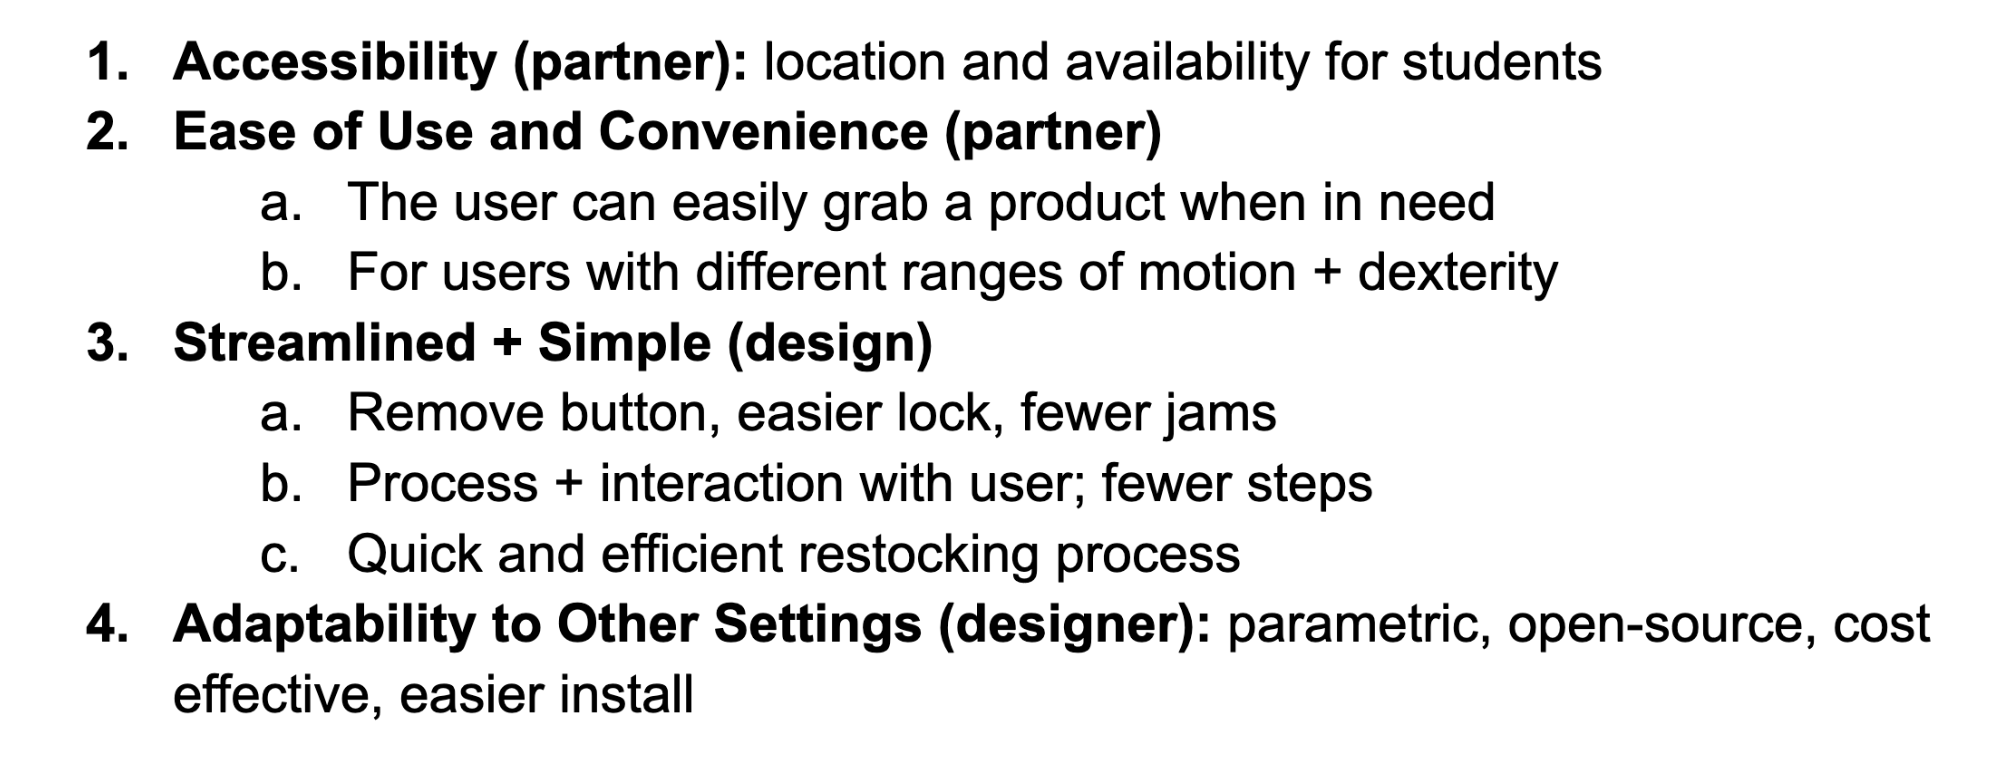 1. Accessibility (partner): location and availability for students
2. Ease of Use and Convenience (partner)
a. The user can easily grab a product when in need
b. For users with different ranges of motion + dexterity
3. Streamlined + Simple (design)
a. Remove button, easier lock, fewer jams
b. Process + interaction with user; fewer steps
c. Quick and efficient restocking process
4. Adaptability to Other Settings (designer): parametric, open-source, cost
effective, easier install